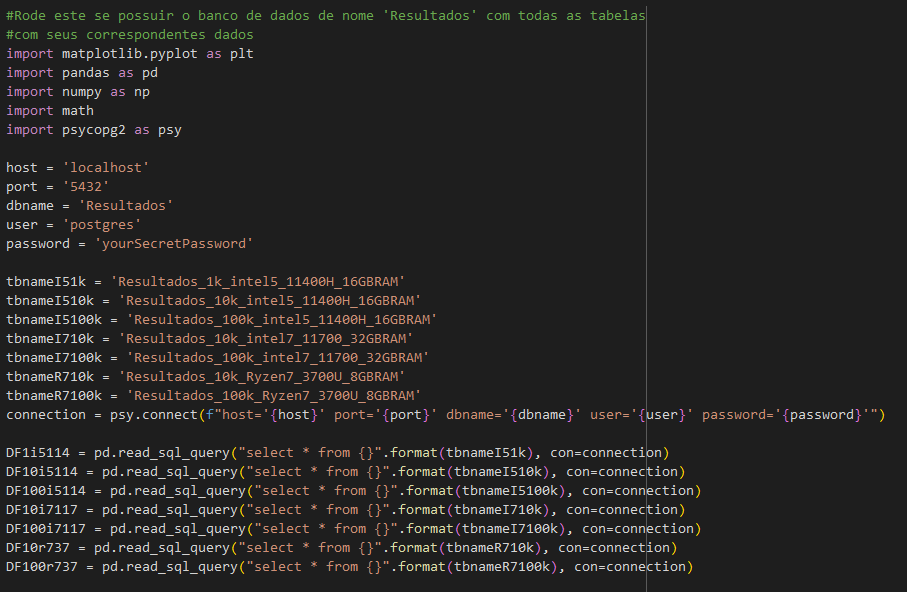 #Rode este se possuir o banco de dados de nome 'Resultados' com todas as tabelas
#com seus correspondentes dados
import matplotlib.pyplot as plt
import pandas as pd
import numpy as np
import math
import psycopg2 as psy

host = 'localhost'
port = '5432'
dbname = 'Resultados'
user = 'postgres'
password = 'yourSecretPassword'

tbnameI51k = 'Resultados_1k_intel5_11400H_16GBRAM'
tbnameI510k = 'Resultados_10k_intel5_11400H_16GBRAM'
tbnameI5100k = 'Resultados_100k_intel5_11400H_16GBRAM'
tbnameI710k = 'Resultados_10k_intel7_11700_32GBRAM'
tbnameI7100k = 'Resultados_100k_intel7_11700_32GBRAM'
tbnameR710k = 'Resultados_10k_Ryzen7_3700U_8GBRAM'
tbnameR7100k = 'Resultados_100k_Ryzen7_3700U_8GBRAM'
connection = psy.connect(f"host='{host}' port='{port}' dbname='{dbname}' user='{user}' password='{password}'")

DF1i5114 = pd.read_sql_query("select * from {}".format(tbnameI51k), con=connection)
DF10i5114 = pd.read_sql_query("select * from {}".format(tbnameI510k), con=connection)
DF100i5114 = pd.read_sql_query("select * from {}".format(tbnameI5100k), con=connection)
DF10i7117 = pd.read_sql_query("select * from {}".format(tbnameI710k), con=connection)
DF100i7117 = pd.read_sql_query("select * from {}".format(tbnameI7100k), con=connection)
DF10r737 = pd.read_sql_query("select * from {}".format(tbnameR710k), con=connection)
DF100r737 = pd.read_sql_query("select * from {}".format(tbnameR7100k), con=connection)